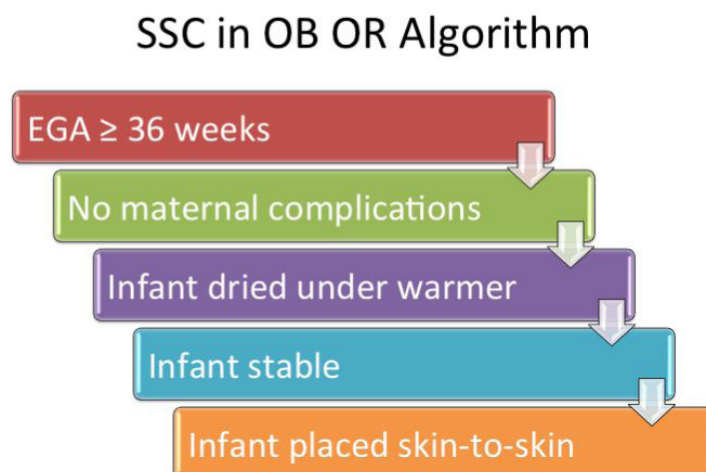 SSC in OB OR Algorithm
EGA ≥ 36 weeks
No maternal complications
Infant dried under warmer
Infant stable
Infant placed skin-to-skin